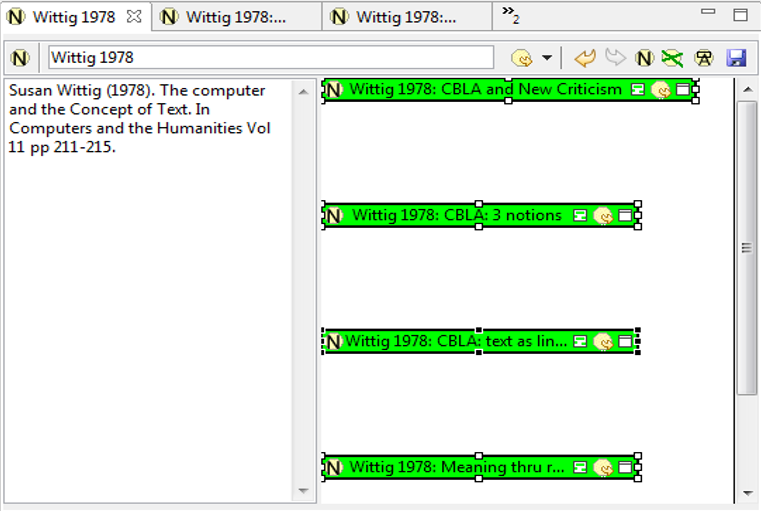 Wittig 1978
Wittig 1978:...
Wittig 1978:...
»2
N Wittig 1978 N
Susan Wittig (1978). The computer
and the Concept of Text. In
Computers and the Humanities Vol
11 pp 211-215.
N Wittig 1978: CBLA and New Criticism
N Wittig 1978: CBLA: 3 notions
N Wittig 1978: CBLA: text as lin...
N Wittig 1978: Meaning thru r...